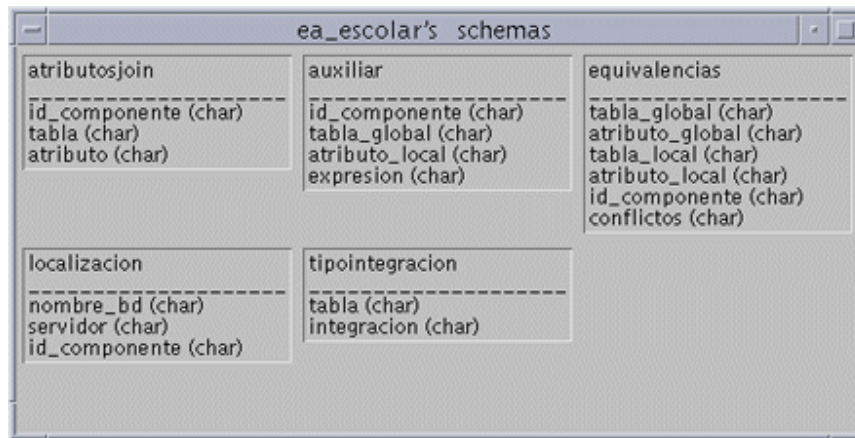 ea_escolar's schemas
atributosjoin
id_componente (char)
tabla (char)
atributo (char)
auxiliar
id_componente (char)
tabla_global (char)
atributo_local (char)
expresion (char)
equivalencias
tabla_global (char)
atributo_global (char)
tabla_local (char)
atributo_local (char)
id_componente (char)
conflictos (char)
localizacion
nombre_bd (char)
servidor (char)
id_componente (char)
tipointegracion
tabla (char)
integracion (char)